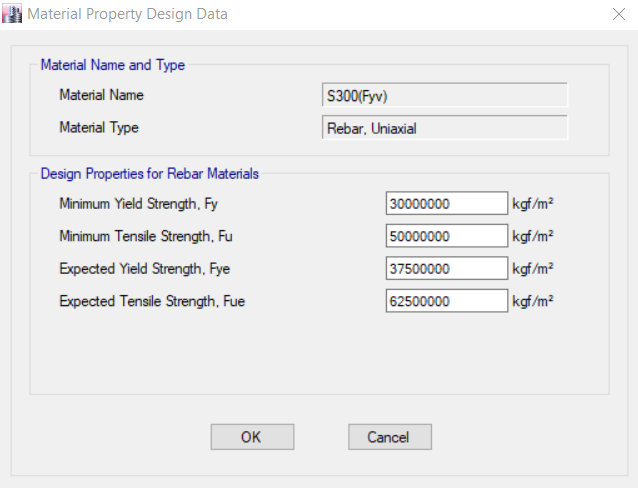 Material Property Design Data
Material Name and Type
Material Name S300(Fyv)
Material Type Rebar, Uniaxial
Design Properties for Rebar Materials
Minimum Yield Strength, Fy 30000000 kgf/m²
Minimum Tensile Strength, Fu 50000000 kgf/m²
Expected Yield Strength, Fye 37500000 kgf/m²
Expected Tensile Strength, Fue 62500000 kgf/m²
OK Cancel